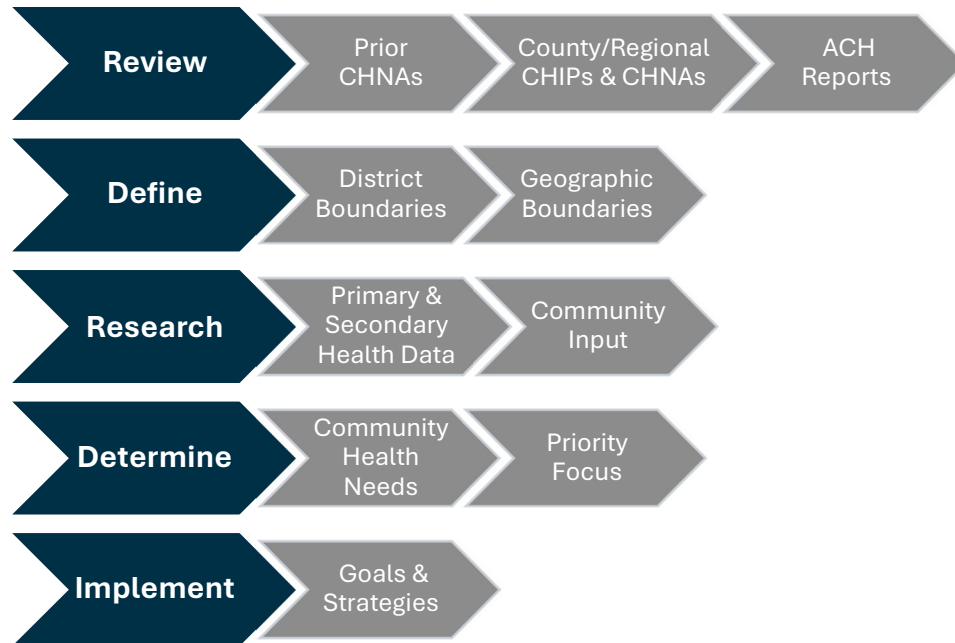 Review
Prior
CHNAs
County/Regional
CHIPs & CHNAs
ACH
Reports
Define
District
Boundaries
Geographic
Boundaries
Research
Primary &
Secondary
Health Data
Community
Input
Determine
Community
Health
Needs
Priority
Focus
Implement
Goals &
Strategies